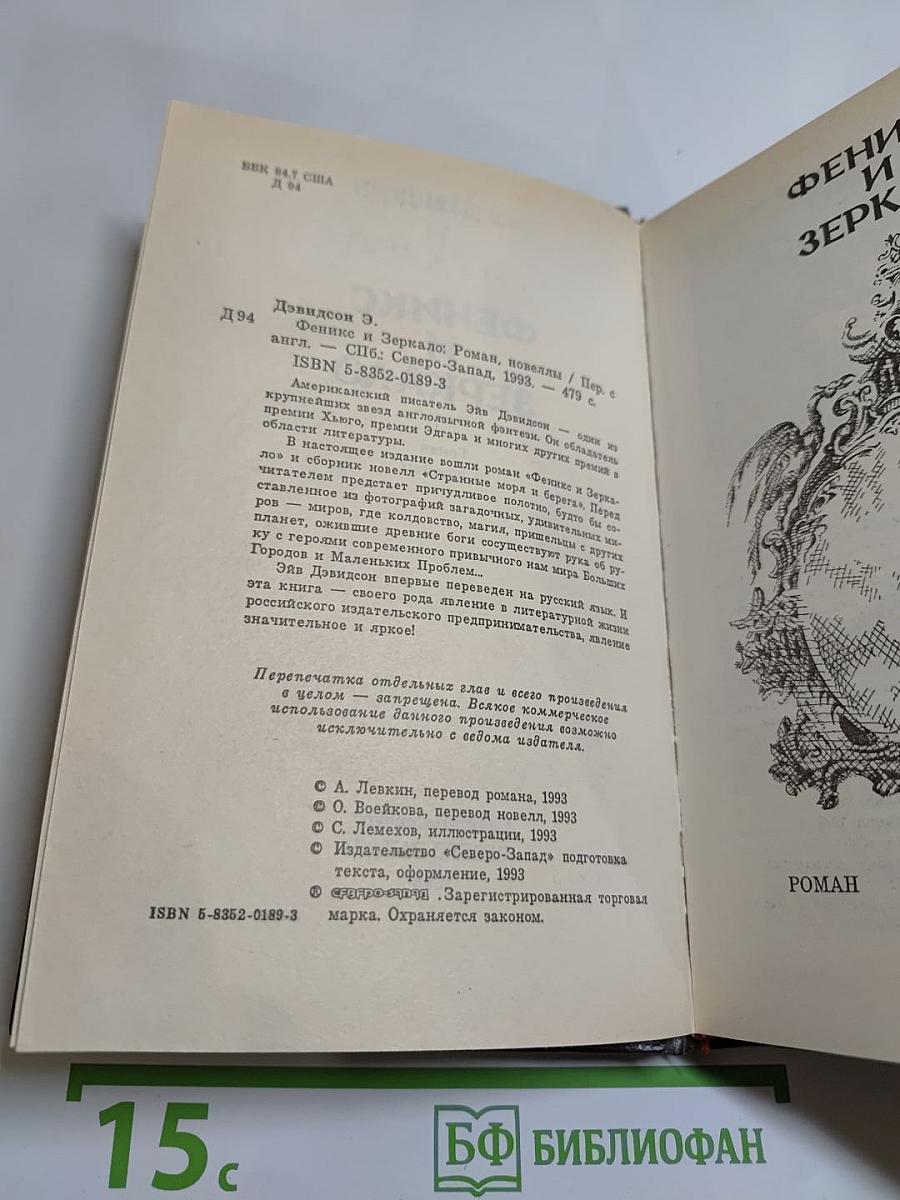 ББК 84.7 США
Д 94
Дэвидсон Э.
Д 94
Феникс и Зеркало: Роман, новеллы / Пер. с
англ. — СПб.: Северо-Запад, 1993. — 479 с.
ISBN 5-8352-0189-3
Американский писатель Эйв Дэвидсон — один из
крупнейших звезд англоязычной фэнтези. Он обладатель
премии Хьюго, премии Эдгара и многих других премий в
области литературы.
В настоящее издание вошли роман «Феникс и Зерка-
ло» и сборник новелл «Странные моря и берега». Перед
читателем предстает причудливое полотно, будто бы со-
ставленное из фотографий загадочных, удивительных ми-
ров — миров, где колдовство, магия, пришельцы с других
планет, ожившие древние боги сосуществуют рука об ру-
ку с героями современного привычного нам мира Больших
Городов и Маленьких Проблем...
Эйв Дэвидсон впервые переведен на русский язык. И
эта книга — своего рода явление в литературной жизни
российского издательского предпринимательства, явление
значительное и яркое!
Перепечатка отдельных глав и всего произведения
в целом — запрещена. Всякое коммерческое
использование данного произведения возможно
исключительно с ведома издателя.
© А. Левкин, перевод романа, 1993
© О. Воейкова, перевод новелл, 1993
© С. Лемехов, иллюстрации, 1993
© Издательство «Северо-Запад» подготовка
текста, оформление, 1993
® СЕВЕРО-ЗАПАД .Зарегистрированная торговая
марка. Охраняется законом.
ISBN 5-8352-0189-3
ФЕНИ
И
ЗЕРК
РОМАН
15 с
БФ БИБЛИОФАН